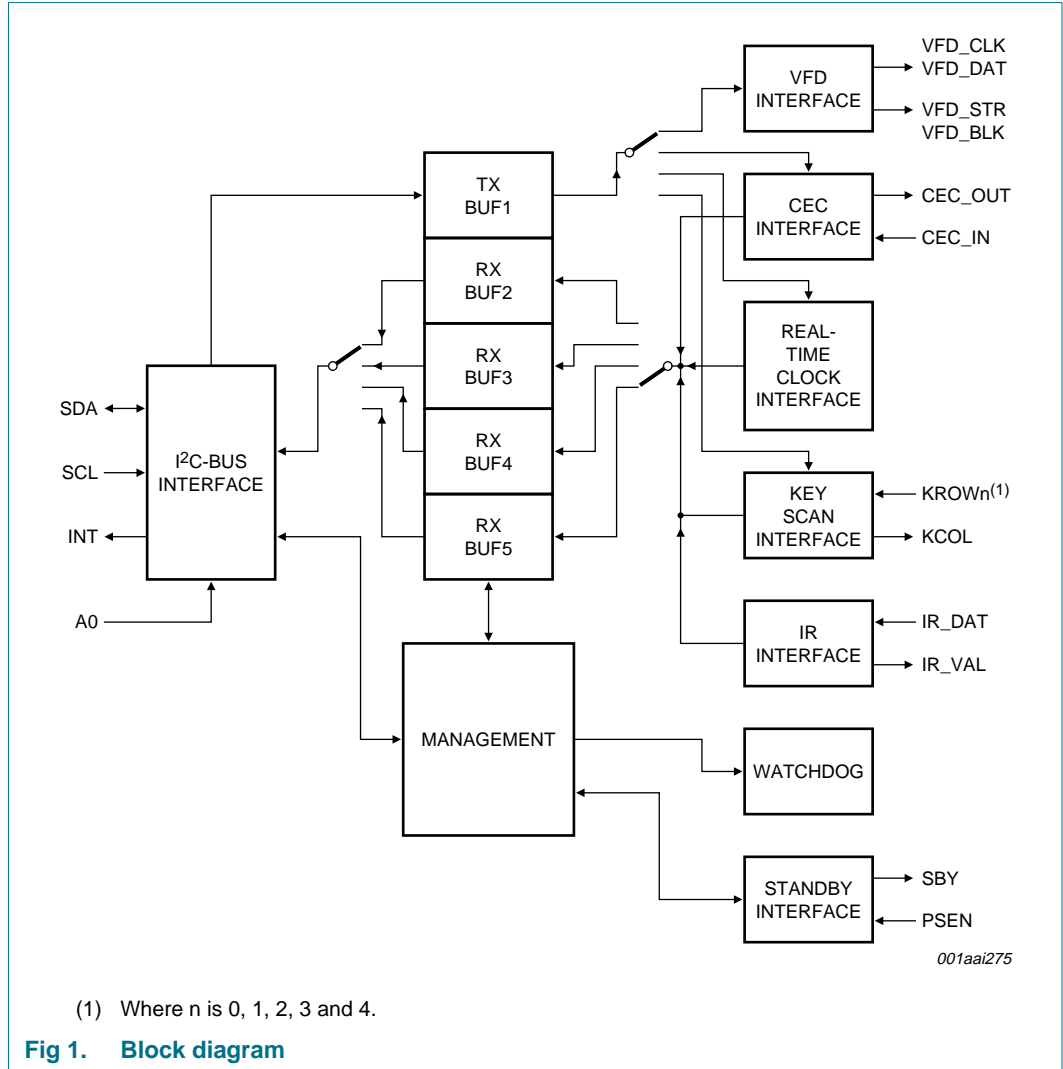 VFD
INTERFACE
VFD_CLK
VFD_DAT
VFD_STR
VFD_BLK
TX
BUF1
CEC
INTERFACE
CEC_OUT
CEC_IN
RX
BUF2
REAL-
TIME
CLOCK
INTERFACE
RX
BUF3
SDA
SCL
INT
A0
I2C-BUS
INTERFACE
RX
BUF4
KEY
SCAN
INTERFACE
KROWn(1)
KCOL
RX
BUF5
IR
INTERFACE
IR_DAT
IR_VAL
MANAGEMENT
WATCHDOG
STANDBY
INTERFACE
SBY
PSEN
001aai275
(1) Where n is 0, 1, 2, 3 and 4.
Fig 1. Block diagram